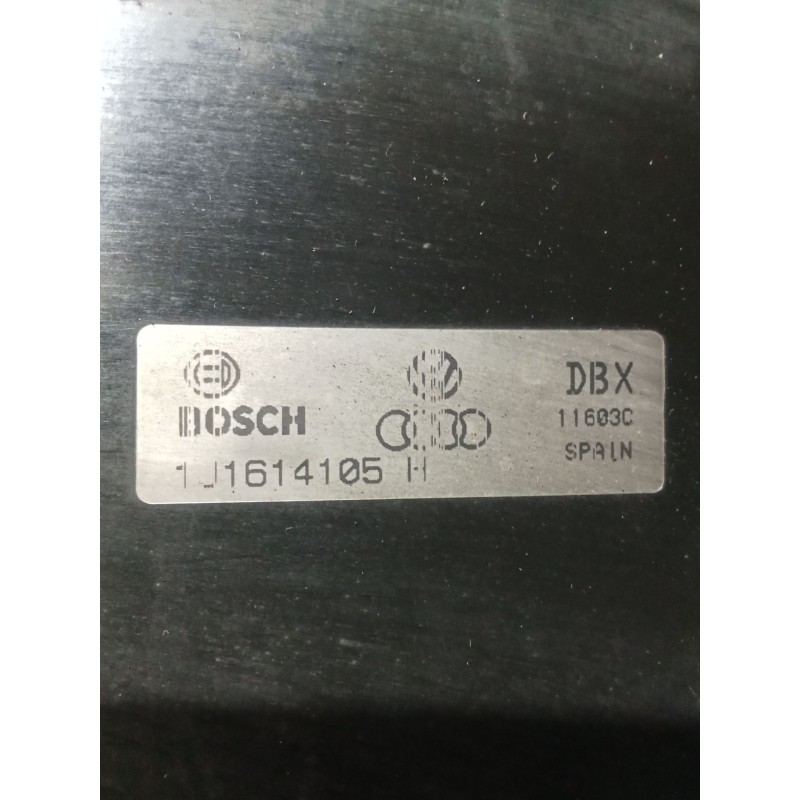 BOSCH
1J1614105 H
DBX
11603C
SPAIN